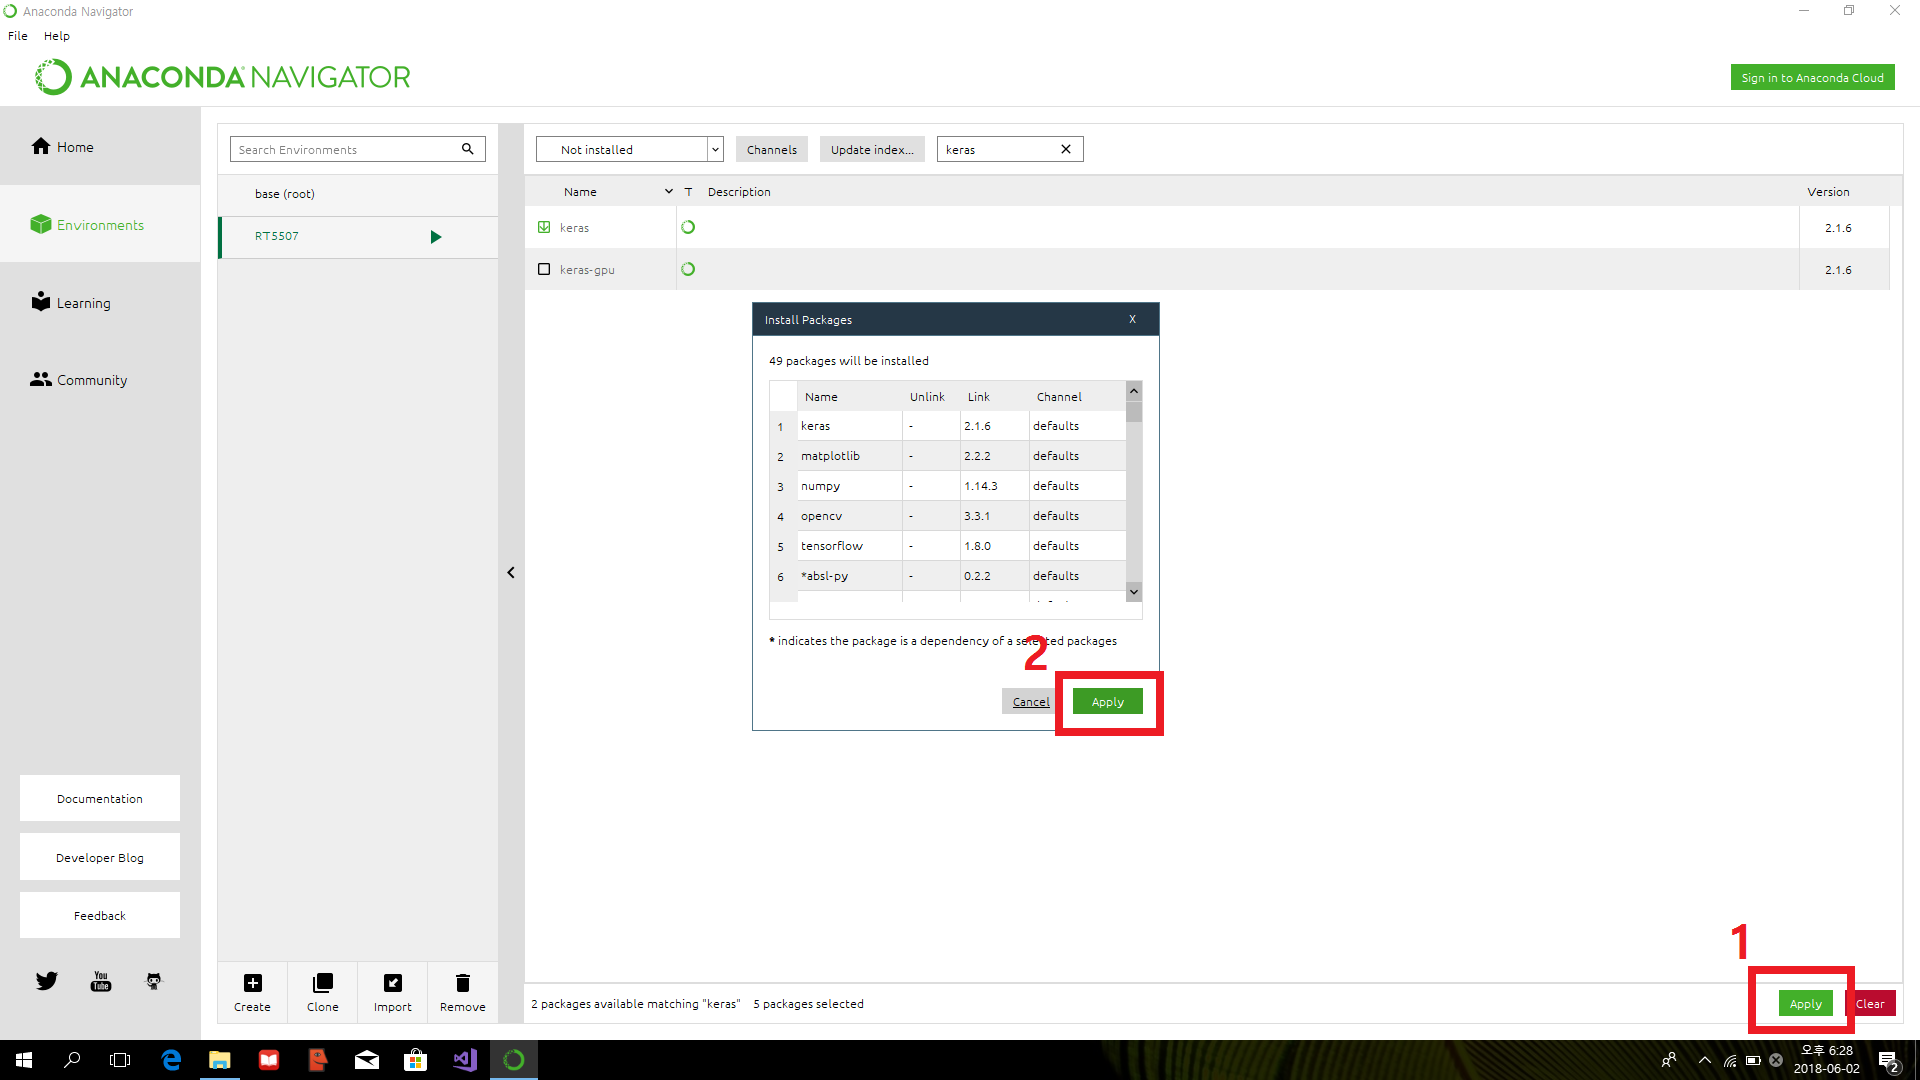 Anaconda Navigator
File Help
ANACONDA NAVIGATOR
Sign in to Anaconda Cloud
Home
Environments
Learning
Community
Documentation
Developer Blog
Feedback
You
Tube
Search Environments
base (root)
RT5507
Create Clone Import Remove
Not installed Channels Update index... keras
Name T Description Version
keras 2.1.6
keras-gpu 2.1.6
Install Packages X
49 packages will be installed
Name Unlink Link Channel
1 keras - 2.1.6 defaults
2 matplotlib - 2.2.2 defaults
3 numpy - 1.14.3 defaults
4 opencv - 3.3.1 defaults
5 tensorflow - 1.8.0 defaults
6 *absl-py - 0.2.2 defaults
* indicates the package is a dependency of a selected packages
2
Cancel Apply
1
2 packages available matching "keras" 5 packages selected
Apply Clear
오후 6:28
2018-06-02
2